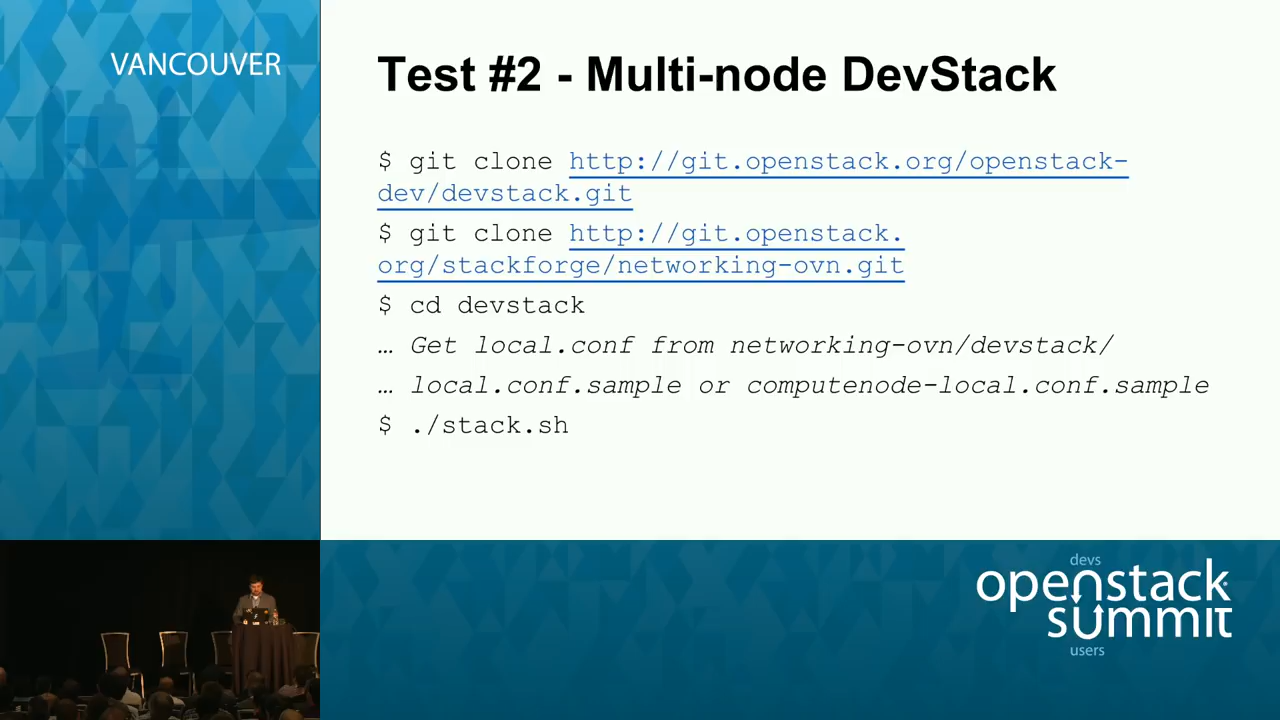 VANCOUVER
Test #2 - Multi-node DevStack
$ git clone http://git.openstack.org/openstack-
dev/devstack.git
$ git clone http://git.openstack.
org/stackforge/networking-ovn.git
$ cd devstack
… Get local.conf from networking-ovn/devstack/
… local.conf.sample or computenode-local.conf.sample
$ ./stack.sh
devs
openstack
summit
users